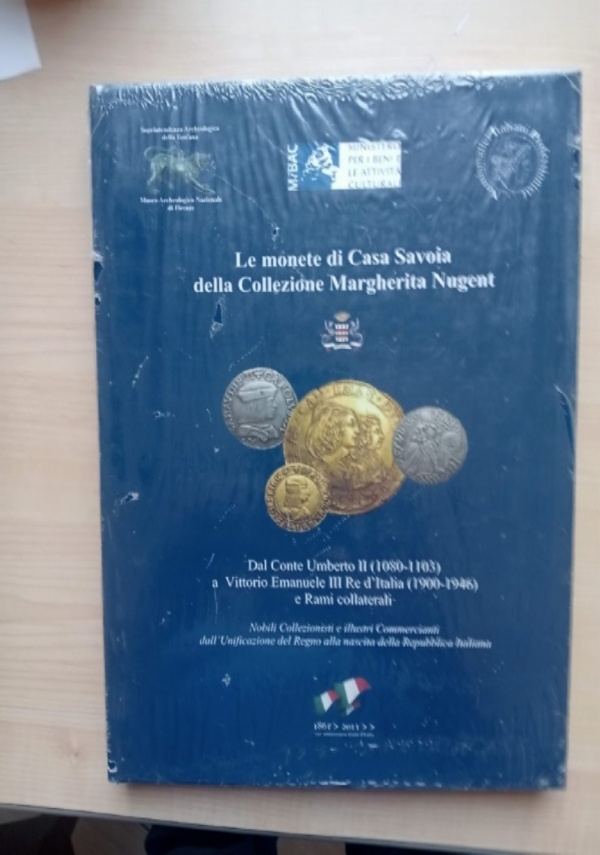 Soprintendenza Archeologica
della Toscana
Museo Archeologico Nazionale
di Firenze
MiBAC
MINISTERO
PER I BENI E
LE ATTIVITÀ
CULTURALI
Le monete di Casa Savoia
della Collezione Margherita Nugent
Dal Conte Umberto II (1080-1103)
a Vittorio Emanuele III Re d'Italia (1900-1946)
e Rami collaterali
Nobili Collezionisti e illustri Commercianti
dall'Unificazione del Regno alla nascita della Repubblica Italiana
1861 > 2011 > >